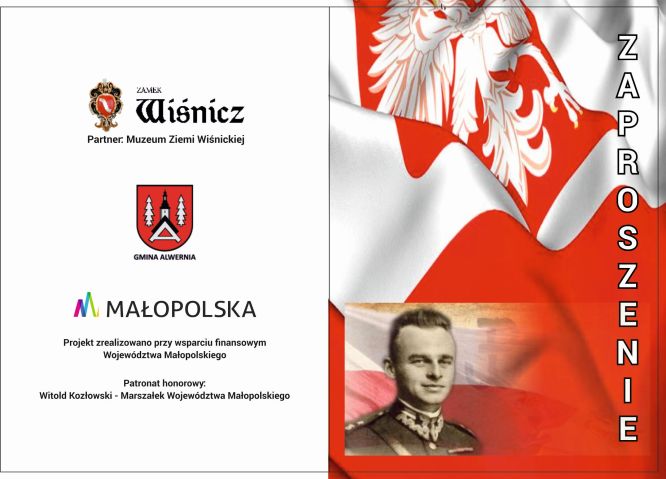 ZAMEK
Wiśnicz
Partner: Muzeum Ziemi Wiśnickiej
GMINA ALWERNIA
MAŁOPOLSKA
Projekt zrealizowano przy wsparciu finansowym
Województwa Małopolskiego
Patronat honorowy:
Witold Kozłowski - Marszałek Województwa Małopolskiego
ZAPROSZENIE